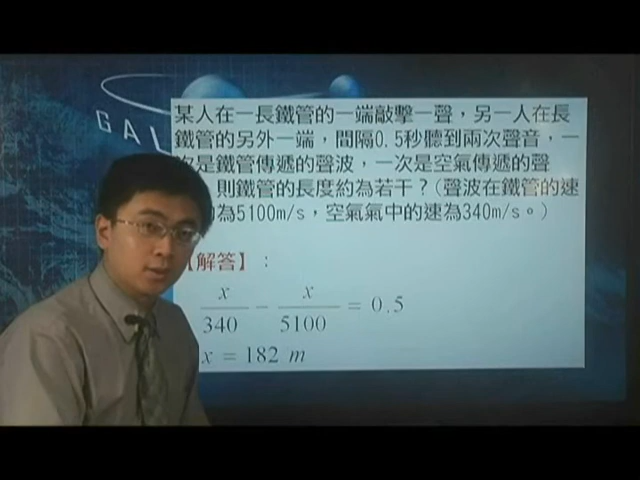 GAL
某人在一長鐵管的一端敲擊一聲，另一人在長
鐵管的另外一端，間隔0.5秒聽到兩次聲音，一
次是鐵管傳遞的聲波，一次是空氣傳遞的聲
，則鐵管的長度約為若干？(聲波在鐵管的速
為5100m/s，空氣氣中的速為340m/s。)
【解答】：
x/340 − x/5100 = 0.5
x = 182 m